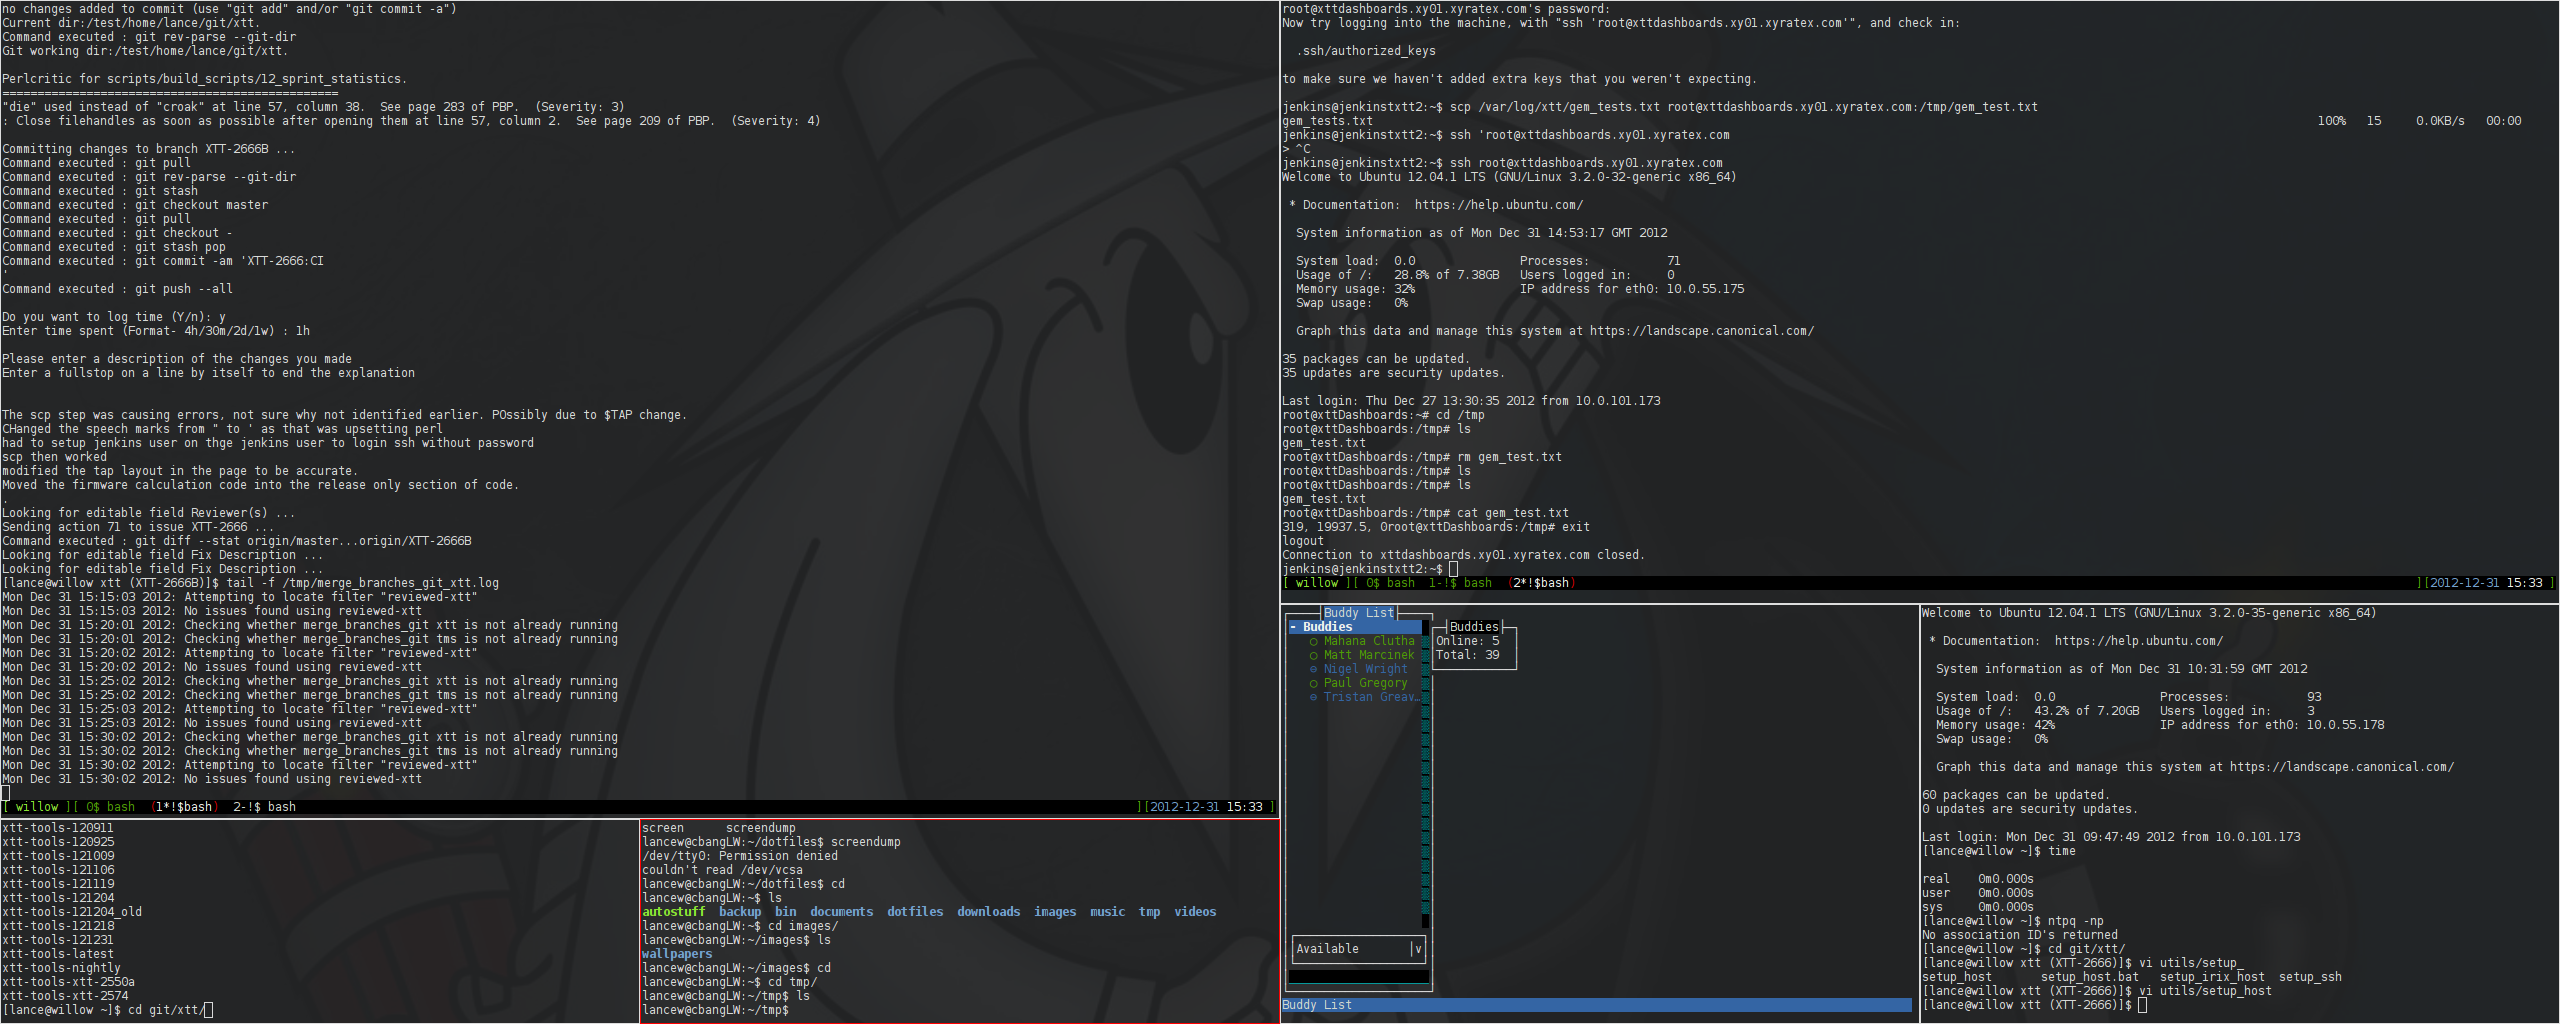 no changes added to commit (use "git add" and/or "git commit -a")
Current dir:/test/home/lance/git/xtt.
Command executed : git rev-parse --git-dir
Git working dir:/test/home/lance/git/xtt.
Perlcritic for scripts/build_scripts/12_sprint_statistics.
================================================
"die" used instead of "croak" at line 57, column 38.  See page 283 of PBP.  (Severity: 3)
: Close filehandles as soon as possible after opening them at line 57, column 2.  See page 209 of PBP.  (Severity: 4)
Committing changes to branch XTT-2666B ...
Command executed : git pull
Command executed : git rev-parse --git-dir
Command executed : git stash
Command executed : git checkout master
Command executed : git pull
Command executed : git checkout -
Command executed : git stash pop
Command executed : git commit -am 'XTT-2666:CI
'
Command executed : git push --all
Do you want to log time (Y/n): y
Enter time spent (Format- 4h/30m/2d/1w) : 1h
Please enter a description of the changes you made
Enter a fullstop on a line by itself to end the explanation
The scp step was causing errors, not sure why not identified earlier. POssibly due to $TAP change.
CHanged the speech marks from " to ' as that was upsetting perl
had to setup jenkins user on thge jenkins user to login ssh without password
scp then worked
modified the tap layout in the page to be accurate.
Moved the firmware calculation code into the release only section of code.
.
Looking for editable field Reviewer(s) ...
Sending action 71 to issue XTT-2666 ...
Command executed : git diff --stat origin/master...origin/XTT-2666B
Looking for editable field Fix Description ...
Looking for editable field Fix Description ...
[lance@willow xtt (XTT-2666B)]$ tail -f /tmp/merge_branches_git_xtt.log
Mon Dec 31 15:15:03 2012: Attempting to locate filter "reviewed-xtt"
Mon Dec 31 15:15:03 2012: No issues found using reviewed-xtt
Mon Dec 31 15:20:01 2012: Checking whether merge_branches_git xtt is not already running
Mon Dec 31 15:20:01 2012: Checking whether merge_branches_git tms is not already running
Mon Dec 31 15:20:02 2012: Attempting to locate filter "reviewed-xtt"
Mon Dec 31 15:20:02 2012: No issues found using reviewed-xtt
Mon Dec 31 15:25:02 2012: Checking whether merge_branches_git xtt is not already running
Mon Dec 31 15:25:02 2012: Checking whether merge_branches_git tms is not already running
Mon Dec 31 15:25:03 2012: Attempting to locate filter "reviewed-xtt"
Mon Dec 31 15:25:03 2012: No issues found using reviewed-xtt
Mon Dec 31 15:30:02 2012: Checking whether merge_branches_git xtt is not already running
Mon Dec 31 15:30:02 2012: Checking whether merge_branches_git tms is not already running
Mon Dec 31 15:30:02 2012: Attempting to locate filter "reviewed-xtt"
Mon Dec 31 15:30:02 2012: No issues found using reviewed-xtt
[ willow ][ 0$ bash  (1*!$bash)  2-!$ bash ][2012-12-31 15:33 ]
xtt-tools-120911
xtt-tools-120925
xtt-tools-121009
xtt-tools-121106
xtt-tools-121119
xtt-tools-121204
xtt-tools-121204_old
xtt-tools-121218
xtt-tools-121231
xtt-tools-latest
xtt-tools-nightly
xtt-tools-xtt-2550a
xtt-tools-xtt-2574
[lance@willow ~]$ cd git/xtt/
screen      screendump
lancew@cbangLW:~/dotfiles$ screendump
/dev/tty0: Permission denied
couldn't read /dev/vcsa
lancew@cbangLW:~/dotfiles$ cd
lancew@cbangLW:~$ ls
autostuff  backup  bin  documents  dotfiles  downloads  images  music  tmp  videos
lancew@cbangLW:~$ cd images/
lancew@cbangLW:~/images$ ls
wallpapers
lancew@cbangLW:~/images$ cd
lancew@cbangLW:~$ cd tmp/
lancew@cbangLW:~/tmp$ ls
lancew@cbangLW:~/tmp$
root@xttdashboards.xy01.xyratex.com's password:
Now try logging into the machine, with "ssh 'root@xttdashboards.xy01.xyratex.com'", and check in:
.ssh/authorized_keys
to make sure we haven't added extra keys that you weren't expecting.
jenkins@jenkinstxtt2:~$ scp /var/log/xtt/gem_tests.txt root@xttdashboards.xy01.xyratex.com:/tmp/gem_test.txt
gem_tests.txt 100%   15     0.0KB/s   00:00
jenkins@jenkinstxtt2:~$ ssh 'root@xttdashboards.xy01.xyratex.com
> ^C
jenkins@jenkinstxtt2:~$ ssh root@xttdashboards.xy01.xyratex.com
Welcome to Ubuntu 12.04.1 LTS (GNU/Linux 3.2.0-32-generic x86_64)
* Documentation:  https://help.ubuntu.com/
System information as of Mon Dec 31 14:53:17 GMT 2012
System load:  0.0               Processes:           71
Usage of /:   28.8% of 7.38GB   Users logged in:     0
Memory usage: 32%               IP address for eth0: 10.0.55.175
Swap usage:   0%
Graph this data and manage this system at https://landscape.canonical.com/
35 packages can be updated.
35 updates are security updates.
Last login: Thu Dec 27 13:30:35 2012 from 10.0.101.173
root@xttDashboards:~# cd /tmp
root@xttDashboards:/tmp# ls
gem_test.txt
root@xttDashboards:/tmp# rm gem_test.txt
root@xttDashboards:/tmp# ls
root@xttDashboards:/tmp# ls
gem_test.txt
root@xttDashboards:/tmp# cat gem_test.txt
319, 19937.5, 0root@xttDashboards:/tmp# exit
logout
Connection to xttdashboards.xy01.xyratex.com closed.
jenkins@jenkinstxtt2:~$
[ willow ][ 0$ bash  1-!$ bash  (2*!$bash) ][2012-12-31 15:33 ]
Buddy List
- Buddies
Mahana Clutha
Matt Marcinek
Nigel Wright
Paul Gregory
Tristan Greav…
Buddies
Online: 5
Total: 39
Available v
Buddy List
Welcome to Ubuntu 12.04.1 LTS (GNU/Linux 3.2.0-35-generic x86_64)
* Documentation:  https://help.ubuntu.com/
System information as of Mon Dec 31 10:31:59 GMT 2012
System load:  0.0               Processes:           93
Usage of /:   43.2% of 7.20GB   Users logged in:     3
Memory usage: 42%               IP address for eth0: 10.0.55.178
Swap usage:   0%
Graph this data and manage this system at https://landscape.canonical.com/
60 packages can be updated.
0 updates are security updates.
Last login: Mon Dec 31 09:47:49 2012 from 10.0.101.173
[lance@willow ~]$ time
real    0m0.000s
user    0m0.000s
sys     0m0.000s
[lance@willow ~]$ ntpq -np
No association ID's returned
[lance@willow ~]$ cd git/xtt/
[lance@willow xtt (XTT-2666)]$ vi utils/setup_
setup_host       setup_host.bat   setup_irix_host  setup_ssh
[lance@willow xtt (XTT-2666)]$ vi utils/setup_host
[lance@willow xtt (XTT-2666)]$